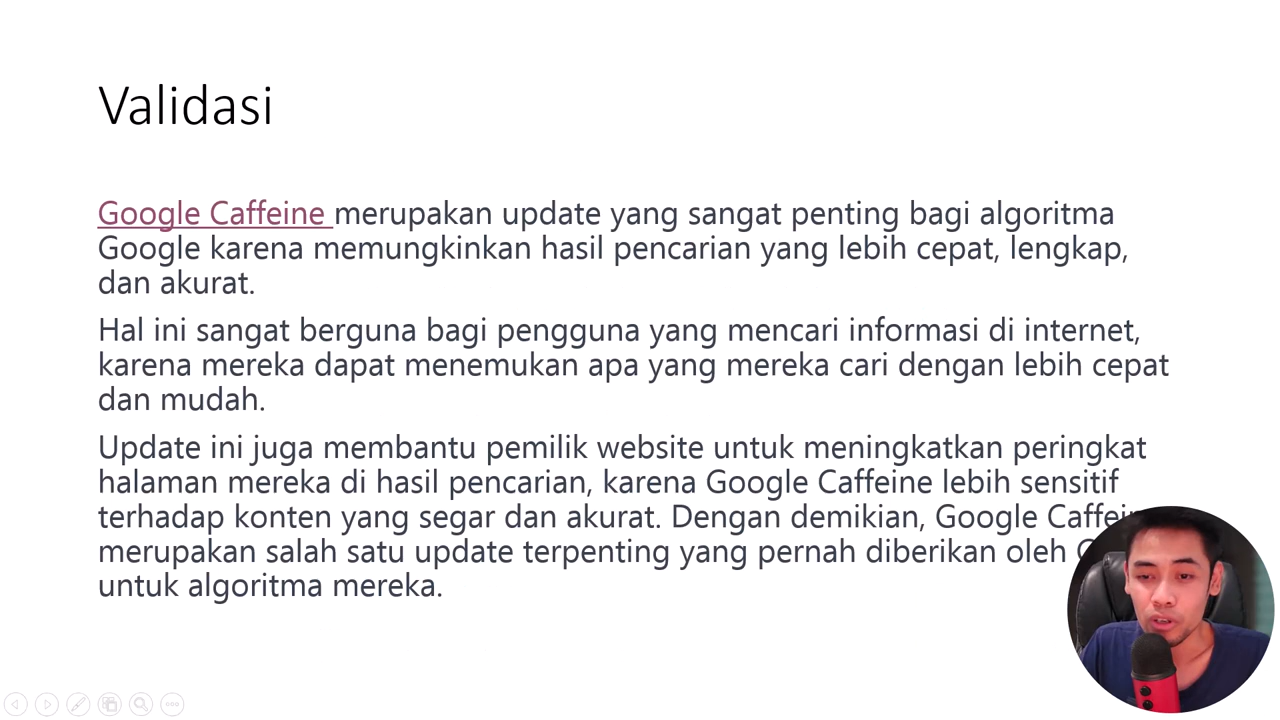 Validasi
Google Caffeine merupakan update yang sangat penting bagi algoritma
Google karena memungkinkan hasil pencarian yang lebih cepat, lengkap,
dan akurat.
Hal ini sangat berguna bagi pengguna yang mencari informasi di internet,
karena mereka dapat menemukan apa yang mereka cari dengan lebih cepat
dan mudah.
Update ini juga membantu pemilik website untuk meningkatkan peringkat
halaman mereka di hasil pencarian, karena Google Caffeine lebih sensitif
terhadap konten yang segar dan akurat. Dengan demikian, Google
merupakan salah satu update terpenting yang pernah diberikan oleh
untuk algoritma mereka.